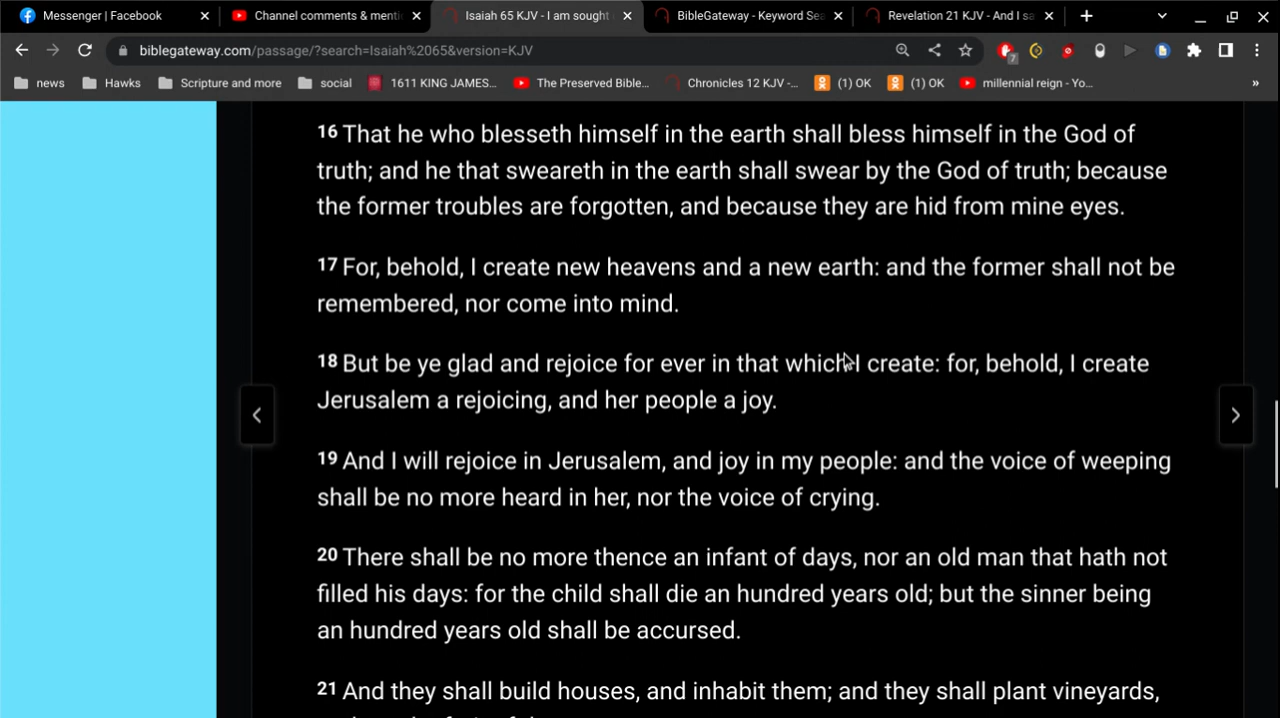 Messenger | Facebook
Channel comments & menti
Isaiah 65 KJV - I am sought
BibleGateway - Keyword Sea
Revelation 21 KJV - And I sa
biblegateway.com/passage/?search=Isaiah%2065&version=KJV
7
news
Hawks
Scripture and more
social
1611 KING JAMES...
The Preserved Bible...
Chronicles 12 KJV -...
(1) OK
(1) OK
millennial reign - Yo...
»
16 That he who blesseth himself in the earth shall bless himself in the God of
truth; and he that sweareth in the earth shall swear by the God of truth; because
the former troubles are forgotten, and because they are hid from mine eyes.
17 For, behold, I create new heavens and a new earth: and the former shall not be
remembered, nor come into mind.
18 But be ye glad and rejoice for ever in that which I create: for, behold, I create
Jerusalem a rejoicing, and her people a joy.
19 And I will rejoice in Jerusalem, and joy in my people: and the voice of weeping
shall be no more heard in her, nor the voice of crying.
20 There shall be no more thence an infant of days, nor an old man that hath not
filled his days: for the child shall die an hundred years old; but the sinner being
an hundred years old shall be accursed.
21 And they shall build houses, and inhabit them; and they shall plant vineyards,